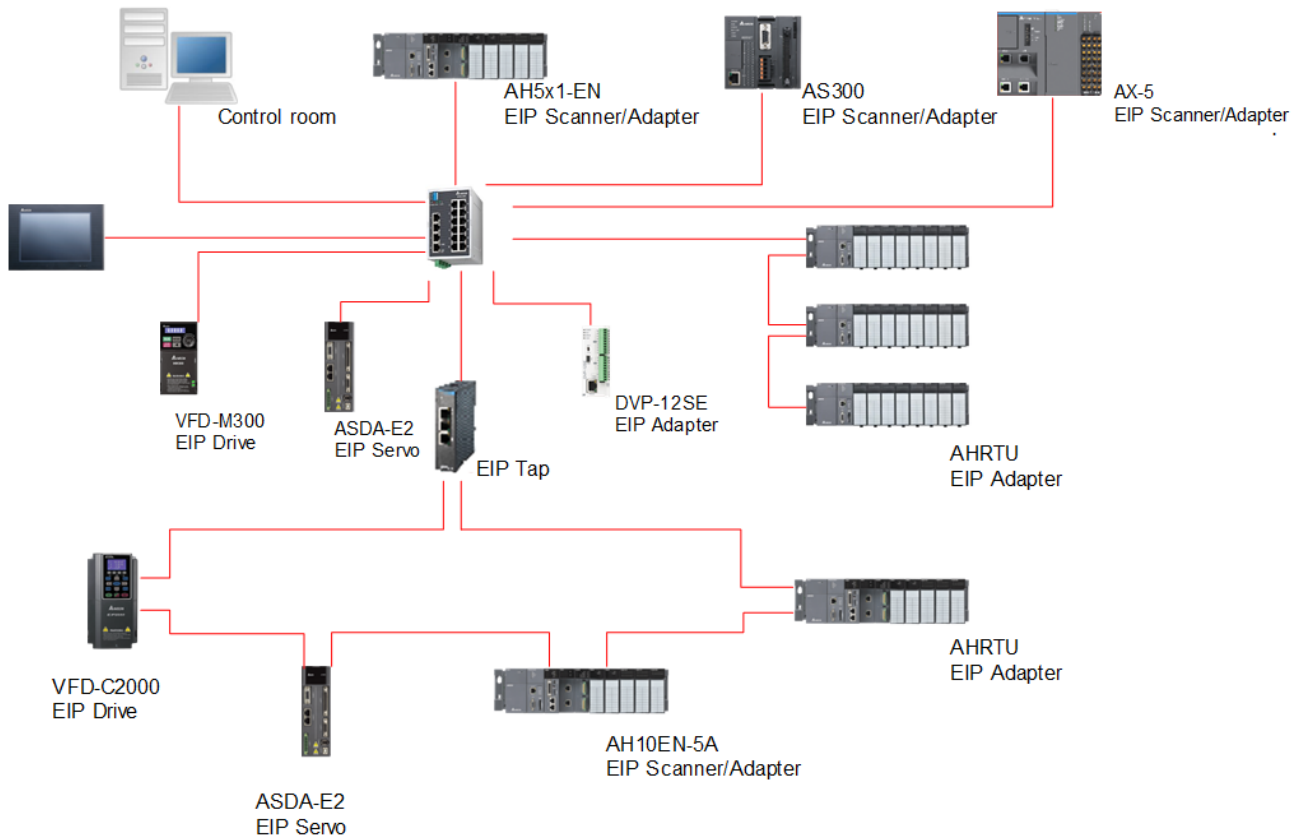 Control room
AH5x1-EN
EIP Scanner/Adapter
AS300
EIP Scanner/Adapter
AX-5
EIP Scanner/Adapter
.
VFD-M300
EIP Drive
ASDA-E2
EIP Servo
DVP-12SE
EIP Adapter
EIP Tap
AHRTU
EIP Adapter
VFD-C2000
EIP Drive
AHRTU
EIP Adapter
ASDA-E2
EIP Servo
AH10EN-5A
EIP Scanner/Adapter